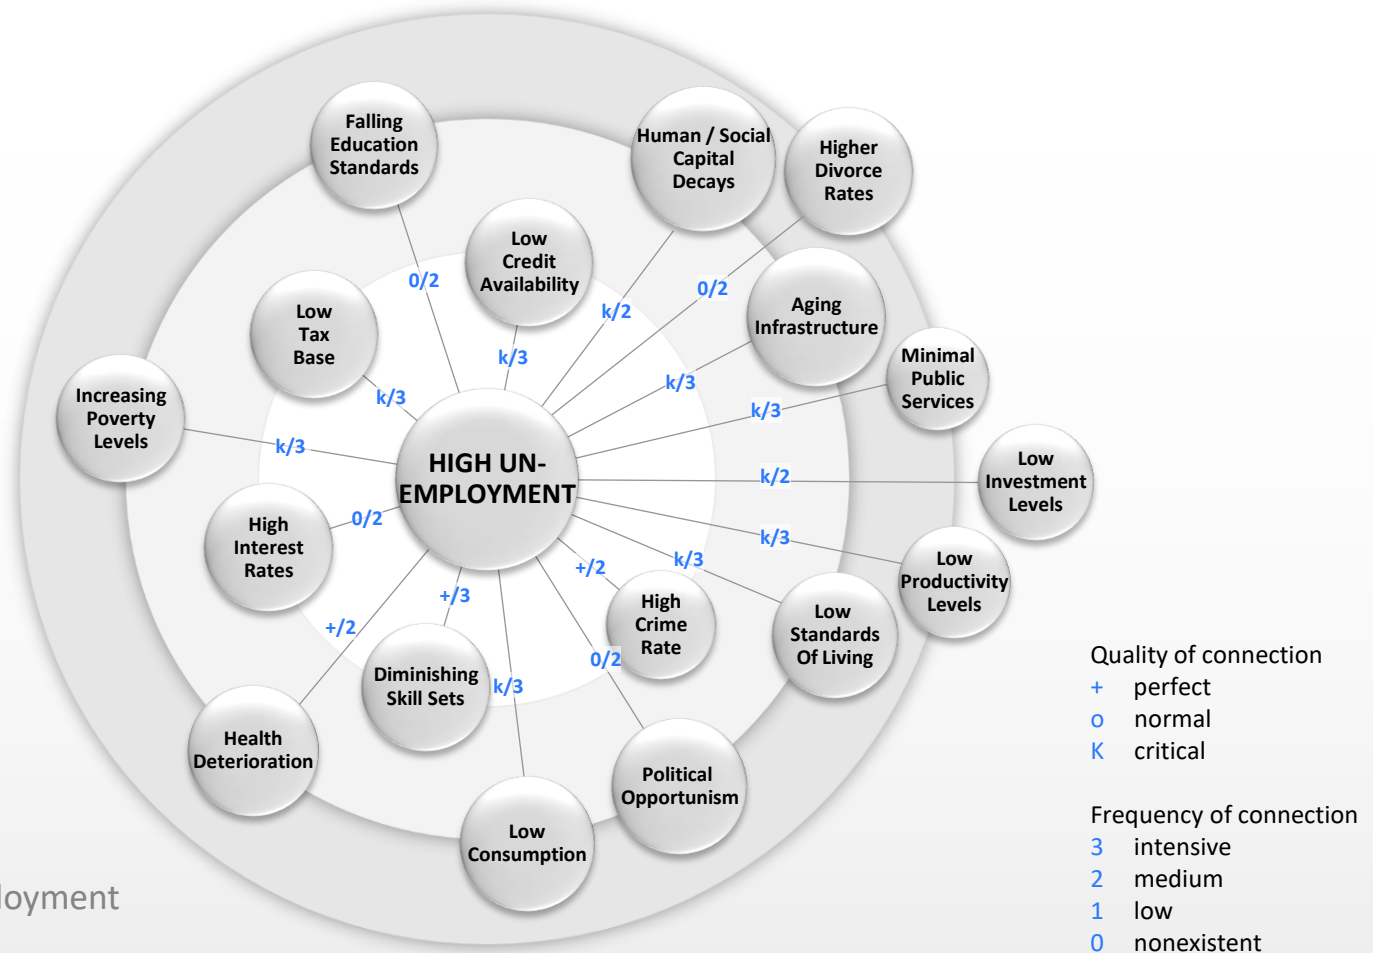 Falling
Education
Standards
Human / Social
Capital
Decays
Higher
Divorce
Rates
Low
Credit
Availability
0/2
k/2
0/2
Aging
Infrastructure
Low
Tax
Base
k/3
k/3
k/3
Minimal
Public
Services
Increasing
Poverty
Levels
k/3
k/3
HIGH UN-
EMPLOYMENT
k/2
Low
Investment
Levels
High
Interest
Rates
0/2
k/3
Low
Productivity
Levels
+/2
+/3
+/2
k/3
High
Crime
Rate
Low
Standards
Of Living
0/2
Diminishing
Skill Sets
k/3
Health
Deterioration
Political
Opportunism
Low
Consumption
loyment
Quality of connection
+ perfect
o normal
K critical
Frequency of connection
3 intensive
2 medium
1 low
0 nonexistent